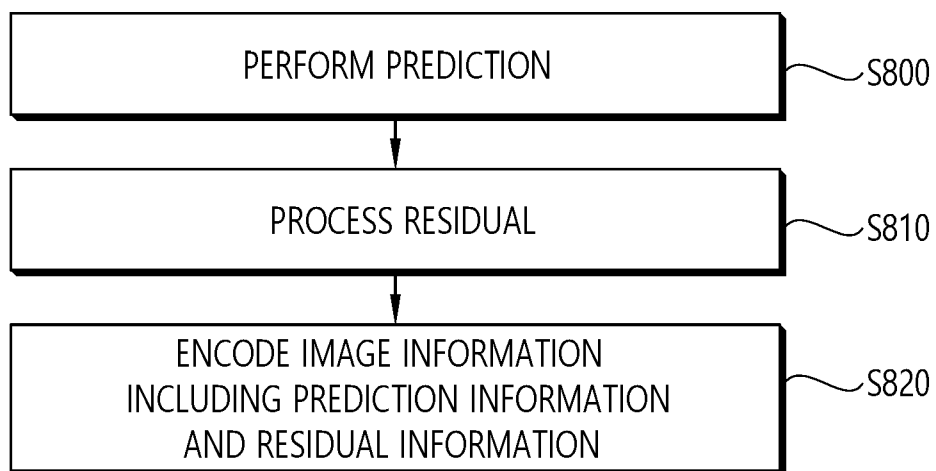 PERFORM PREDICTION
S800
PROCESS RESIDUAL
S810
ENCODE IMAGE INFORMATION
INCLUDING PREDICTION INFORMATION
AND RESIDUAL INFORMATION
S820